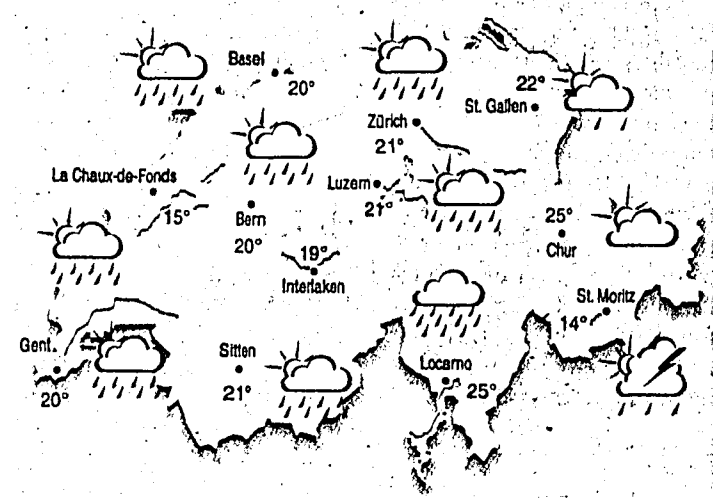 Basel
20°
22°
St. Gallen
Zürich
21°
La Chaux-de-Fonds
15°
Luzern
21°
Bern
20°
25°
Chur
19°
Interlaken
St. Moritz
14°
Genf
20°
Sitten
21°
Locarno
25°